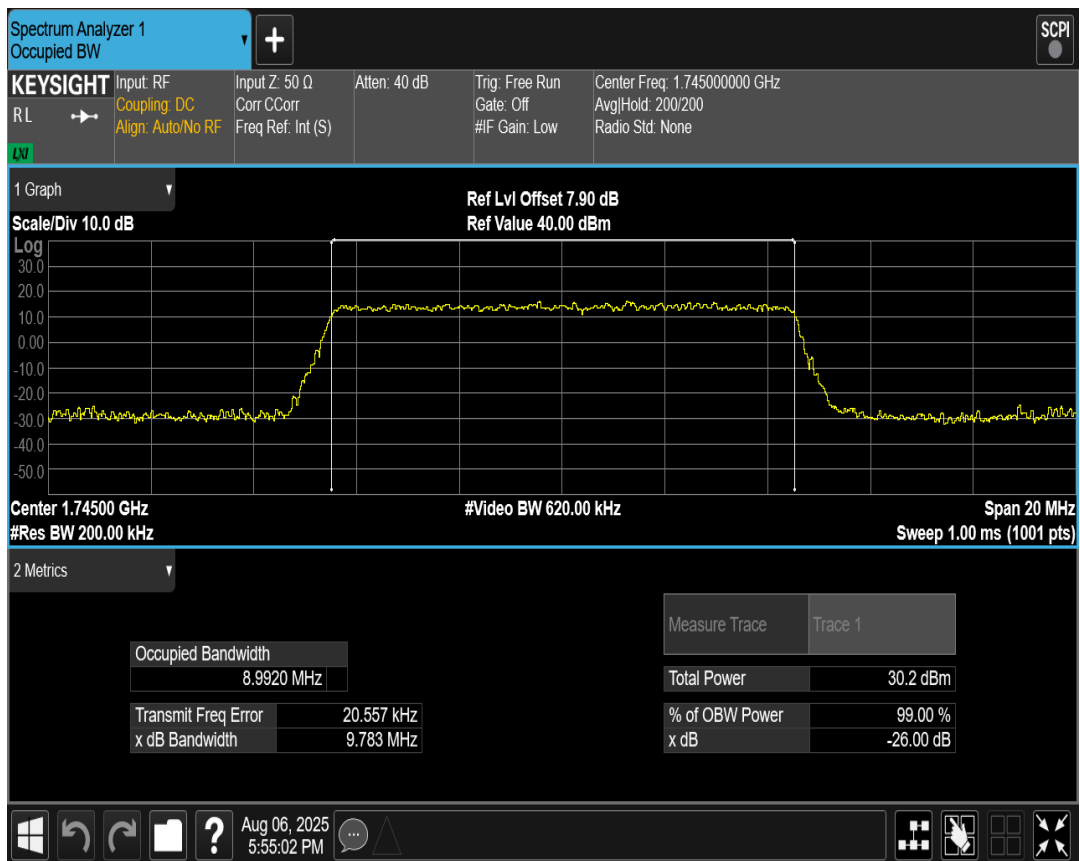 Spectrum Analyzer 1
Occupied BW
+
SCPI
KEYSIGHT
RL
LXI
Input: RF
Coupling: DC
Align: Auto/No RF
Input Z: 50 Ω
Corr CCorr
Freq Ref: Int (S)
Atten: 40 dB
Trig: Free Run
Gate: Off
#IF Gain: Low
Center Freq: 1.745000000 GHz
Avg|Hold: 200/200
Radio Std: None
1 Graph
Scale/Div 10.0 dB
Ref Lvl Offset 7.90 dB
Ref Value 40.00 dBm
Log
30.0
20.0
10.0
0.00
-10.0
-20.0
-30.0
-40.0
-50.0
Center 1.74500 GHz
#Video BW 620.00 kHz
Span 20 MHz
#Res BW 200.00 kHz
Sweep 1.00 ms (1001 pts)
2 Metrics
Measure Trace Trace 1
Occupied Bandwidth
8.9920 MHz
Total Power 30.2 dBm
Transmit Freq Error 20.557 kHz
% of OBW Power 99.00 %
x dB Bandwidth 9.783 MHz
x dB -26.00 dB
?
Aug 06, 2025
5:55:02 PM